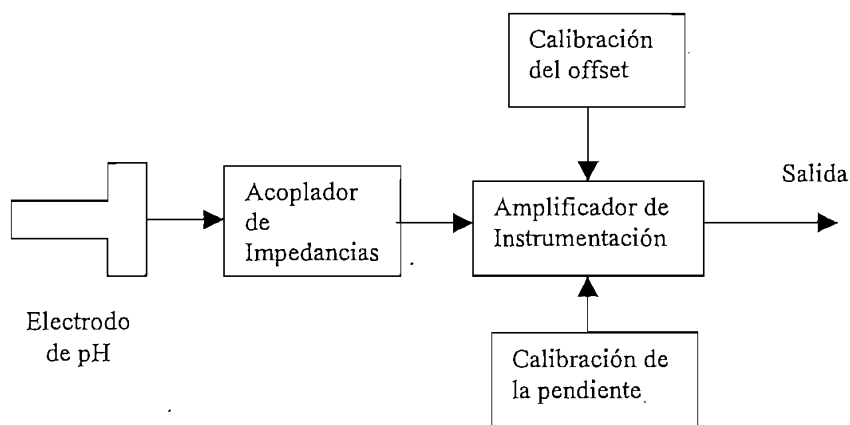 Calibración
del offset
Salida
Acoplador
de
Impedancias
Amplificador de
Instrumentación
Electrodo
de pH
Calibración de
la pendiente